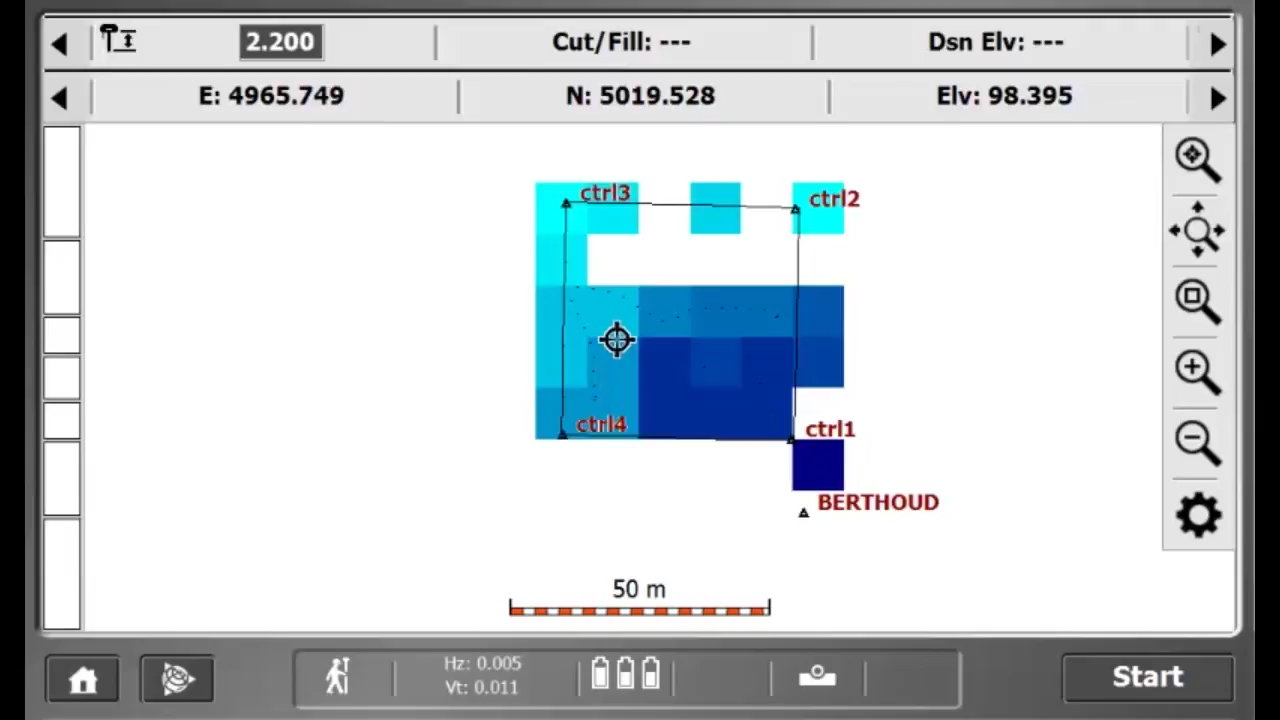 2.200 Cut/Fill: --- Dsn Elv: ---
E: 4965.749 N: 5019.528 Elv: 98.395
ctrl3
ctrl2
ctrl4
ctrl1
BERTHOUD
50 m
Hz: 0.005
Vt: 0.011
Start